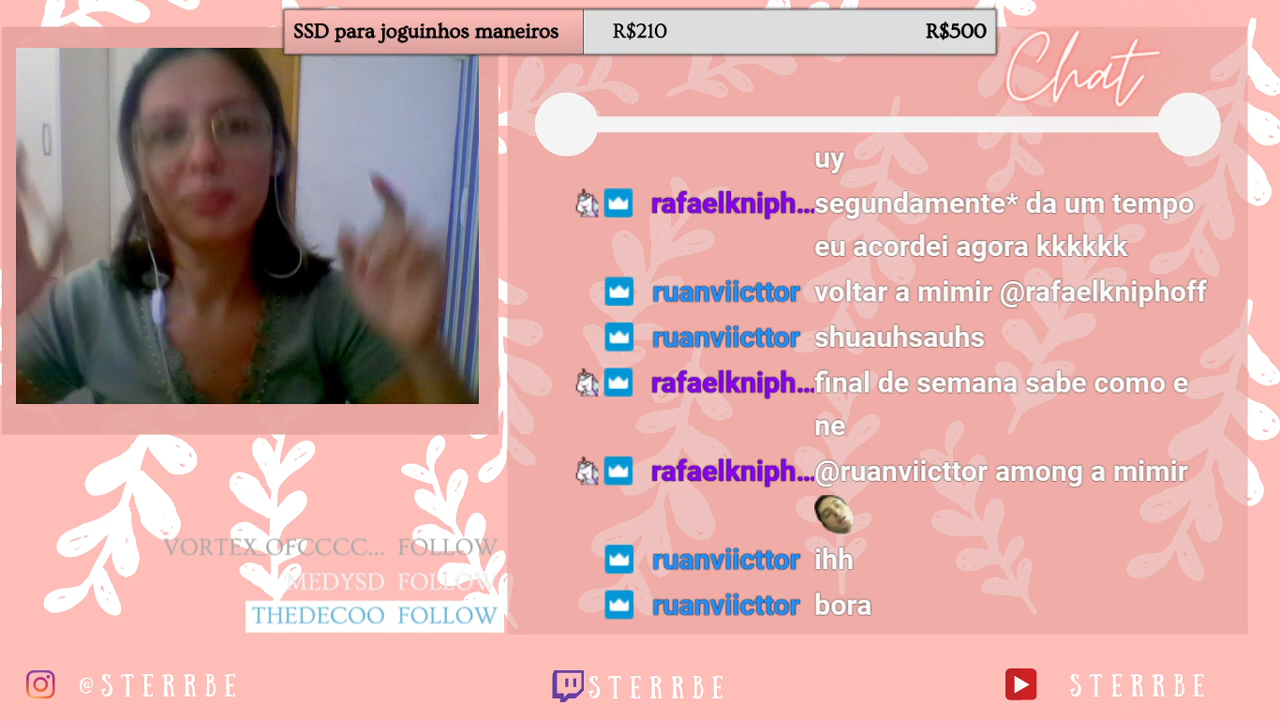 SSD para joguinhos maneiros R$210 R$500
Chat
uy
rafaelkniph...segundamente* da um tempo
eu acordei agora kkkkkk
ruanviicttor voltar a mimir @rafaelkniphoff
ruanviicttor shuauhsauhs
rafaelkniph...final de semana sabe como e
ne
rafaelkniph...@ruanviicttor among a mimir
ruanviicttor ihh
ruanviicttor bora
VORTEX OFCCCC... FOLLOW
MEDYSD FOLLOW
THEDECOO FOLLOW
@STERRBE
STERRBE
STERRBE